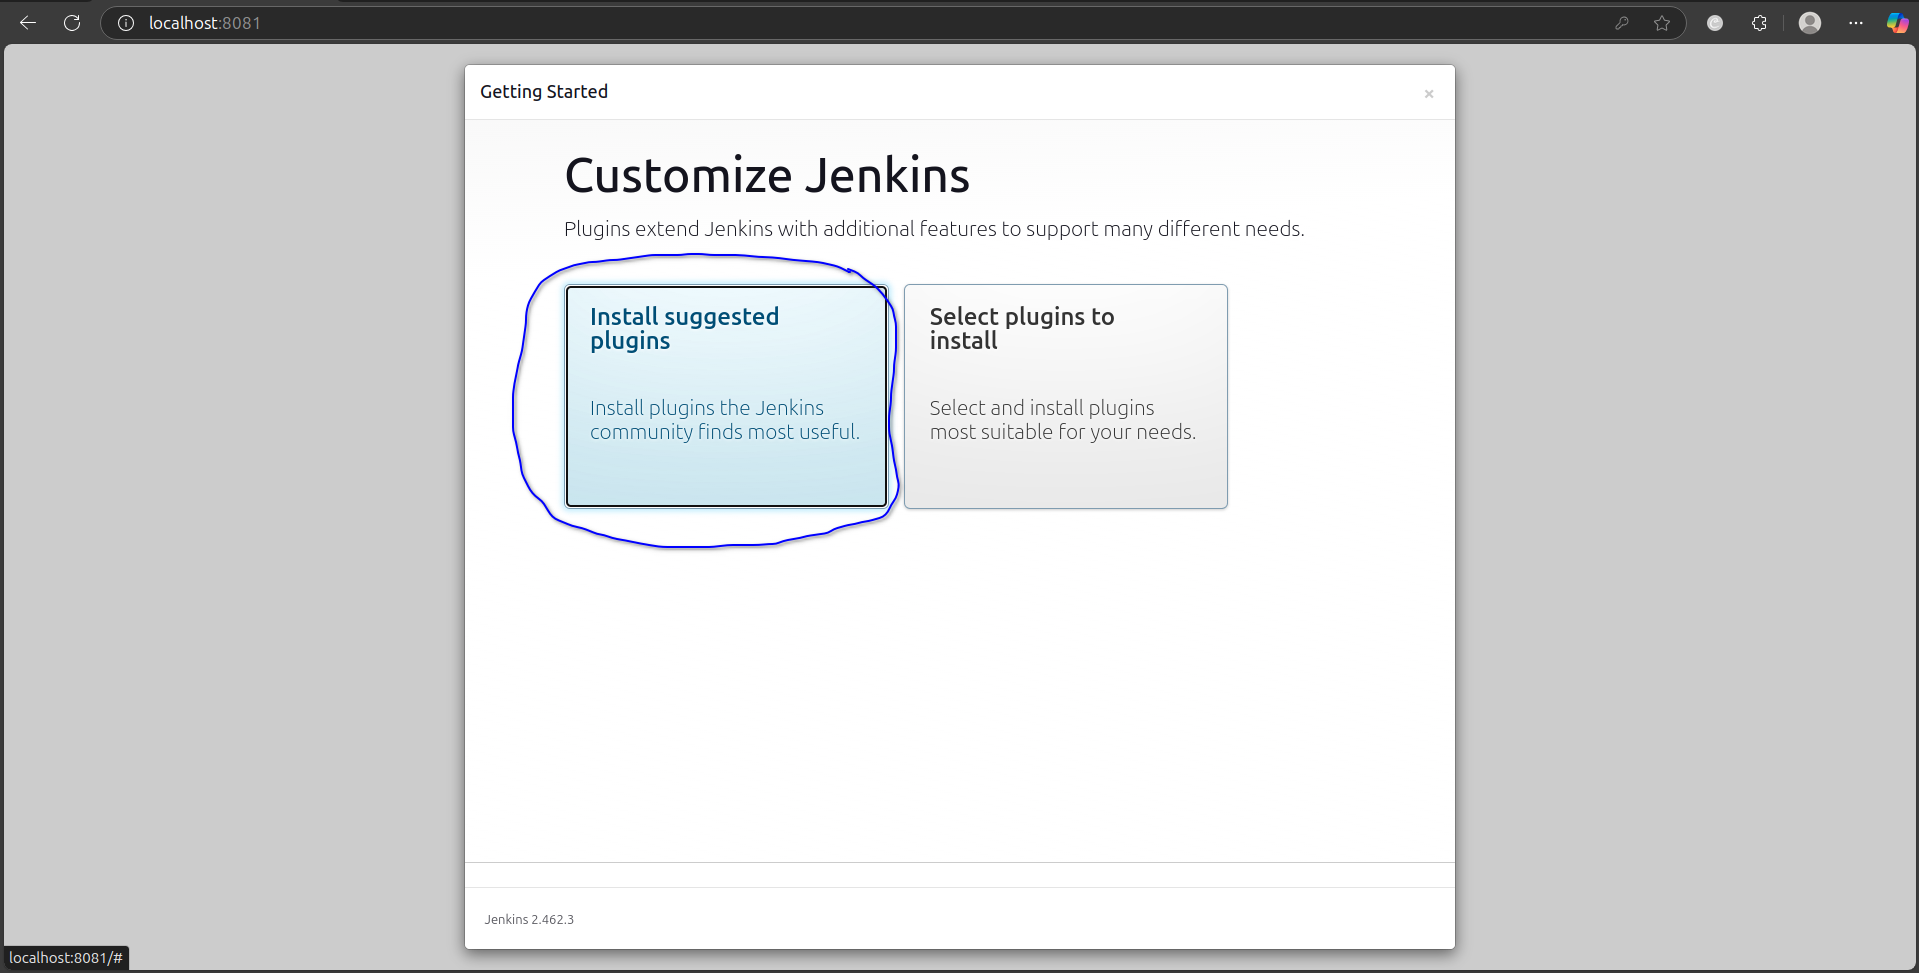 localhost:8081
Getting Started
×
Customize Jenkins
Plugins extend Jenkins with additional features to support many different needs.
Install suggested
plugins
Install plugins the Jenkins
community finds most useful.
Select plugins to
install
Select and install plugins
most suitable for your needs.
Jenkins 2.462.3
localhost:8081/#